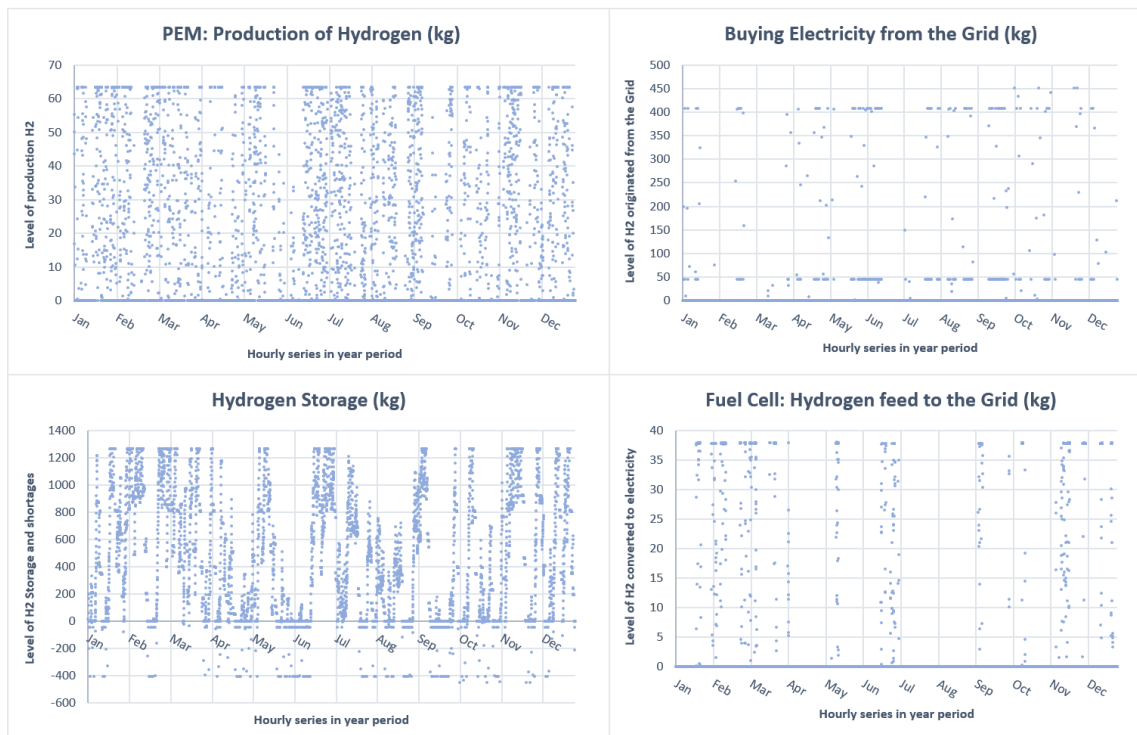 PEM: Production of Hydrogen (kg)
Level of production H2
70
60
50
40
30
20
10
0
Jan Feb Mar Apr May Jun Jul Aug Sep Oct Nov Dec
Hourly series in year period
Buying Electricity from the Grid (kg)
Level of H2 originated from the Grid
500
450
400
350
300
250
200
150
100
50
0
Jan Feb Mar Apr May Jun Jul Aug Sep Oct Nov Dec
Hourly series in year period
Hydrogen Storage (kg)
Level of H2 Storage and shortages
1400
1200
1000
800
600
400
200
0
-200
-400
-600
Jan Feb Mar Apr May Jun Jul Aug Sep Oct Nov Dec
Hourly series in year period
Fuel Cell: Hydrogen feed to the Grid (kg)
Level of H2 converted to electricity
40
35
30
25
20
15
10
5
0
Jan Feb Mar Apr May Jun Jul Aug Sep Oct Nov Dec
Hourly series in year period